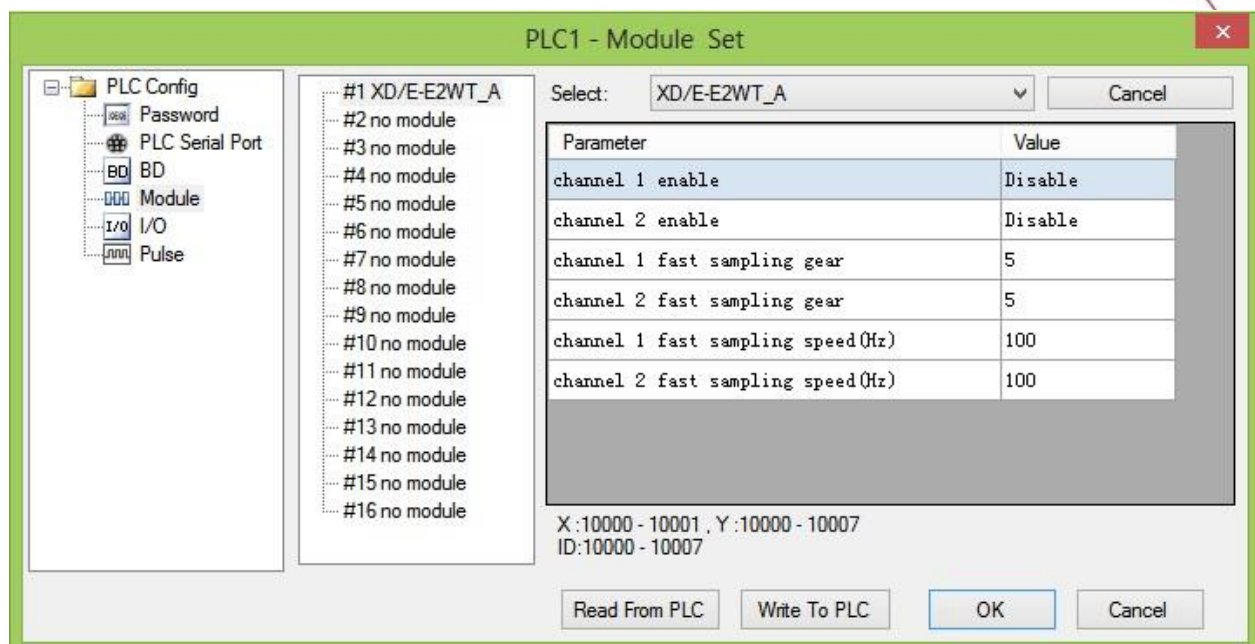 PLC1 - Module Set
PLC Config
Password
PLC Serial Port
BD BD
Module
I/O I/O
Pulse
#1 XD/E-E2WT_A
#2 no module
#3 no module
#4 no module
#5 no module
#6 no module
#7 no module
#8 no module
#9 no module
#10 no module
#11 no module
#12 no module
#13 no module
#14 no module
#15 no module
#16 no module
Select: XD/E-E2WT_A Cancel
Parameter Value
channel 1 enable Disable
channel 2 enable Disable
channel 1 fast sampling gear 5
channel 2 fast sampling gear 5
channel 1 fast sampling speed(Hz) 100
channel 2 fast sampling speed(Hz) 100
X :10000 - 10001 , Y :10000 - 10007
ID:10000 - 10007
Read From PLC Write To PLC OK Cancel